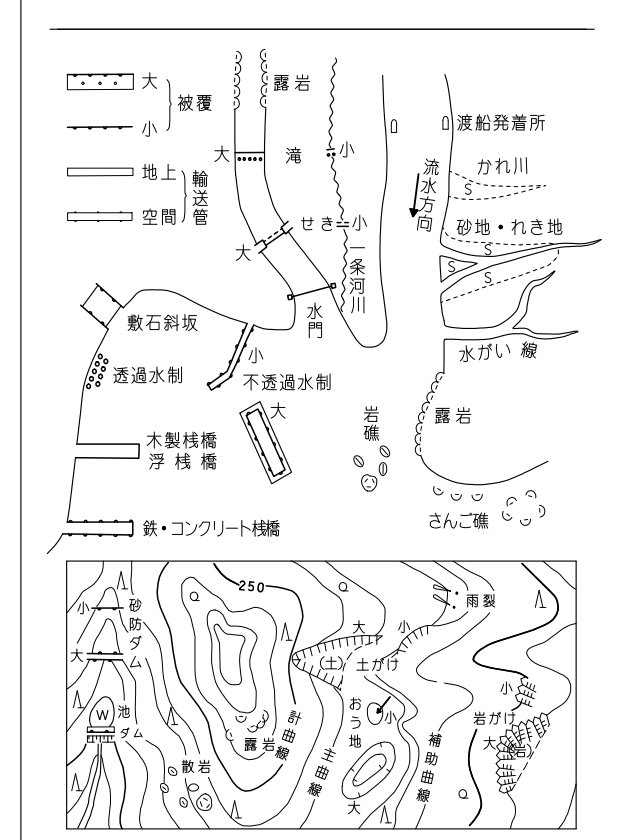 大
被覆
小
地上
輸送管
空間
露岩
大 滝 小
せき 小
大
一条河川
水門
渡船発着所
流水方向
かれ川
S
砂地・れき地
S
S
S
水がい線
露岩
さんご礁
敷石斜坂
透過水制
小
不透過水制
大
木製桟橋
浮桟橋
岩礁
鉄・コンクリート桟橋
小
砂防ダム
大
W
池
ダム
散岩
250
露岩
計曲線
主曲線
大
(土)
土がけ
小
雨裂
おう地
小
大
補助曲線
小
岩がけ
大
(岩)